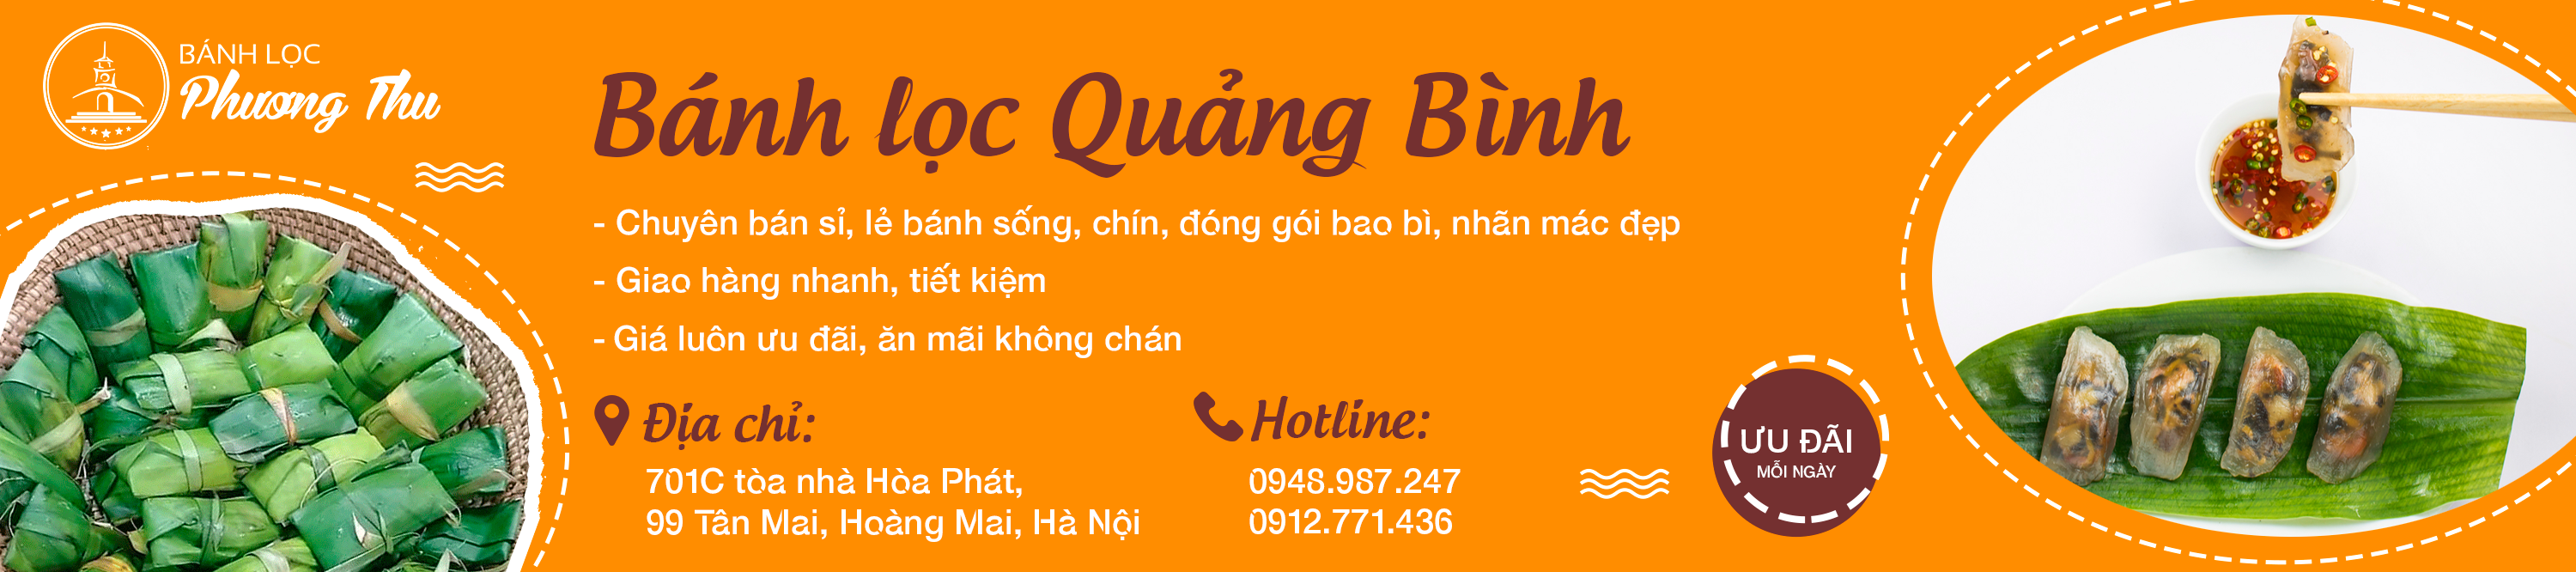 BÁNH LỌC
Phương Thu
Bánh lọc Quảng Bình
- Chuyên bán sỉ, lẻ bánh sống, chín, đóng gói bao bì, nhãn mác đẹp
- Giao hàng nhanh, tiết kiệm
- Giá luôn ưu đãi, ăn mãi không chán
Địa chỉ:
701C tòa nhà Hòa Phát,
99 Tân Mai, Hoàng Mai, Hà Nội
Hotline:
0948.987.247
0912.771.436
ƯU ĐÃI
MỖI NGÀY